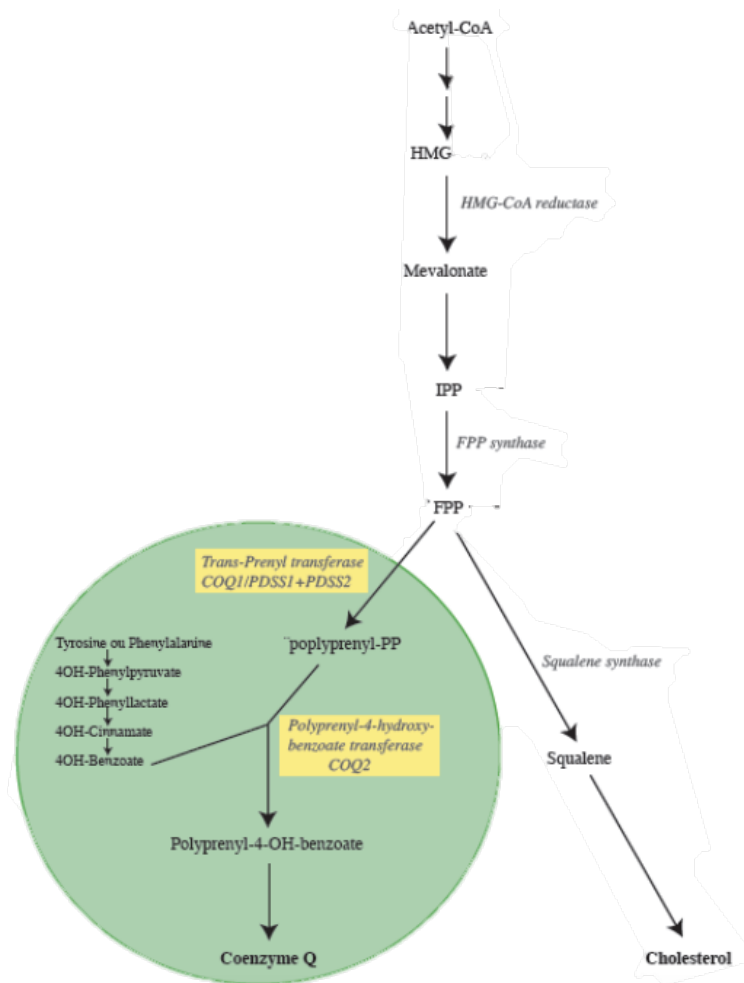 Acetyl-CoA
HMG
HMG-CoA reductase
Mevalonate
IPP
FPP synthase
FPP
Trans-Prenyl transferase
COQ1/PDSS1+PDSS2
Tyrosine ou Phenylalanine
poplyprenyl-PP
4OH-Phenylpyruvate
Squalene synthase
4OH-Phenyllactate
4OH-Cinnamate
4OH-Benzoate
Polyprenyl-4-hydroxy-
benzoate transferase
COQ2
Squalene
Polyprenyl-4-OH-benzoate
Coenzyme Q
Cholesterol